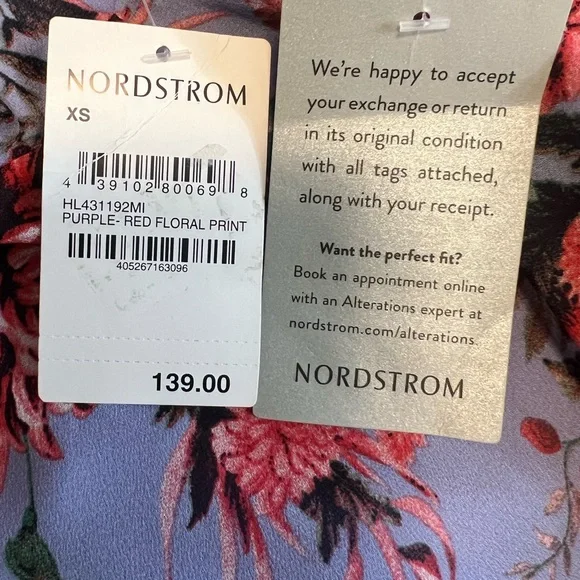 NORDSTROM
XS
4 39102 80069 8
HL431192MI
PURPLE- RED FLORAL PRINT
405267163096
139.00
We're happy to accept
your exchange or return
in its original condition
with all tags attached,
along with your receipt.
Want the perfect fit?
Book an appointment online
with an Alterations expert at
nordstrom.com/alterations.
NORDSTROM